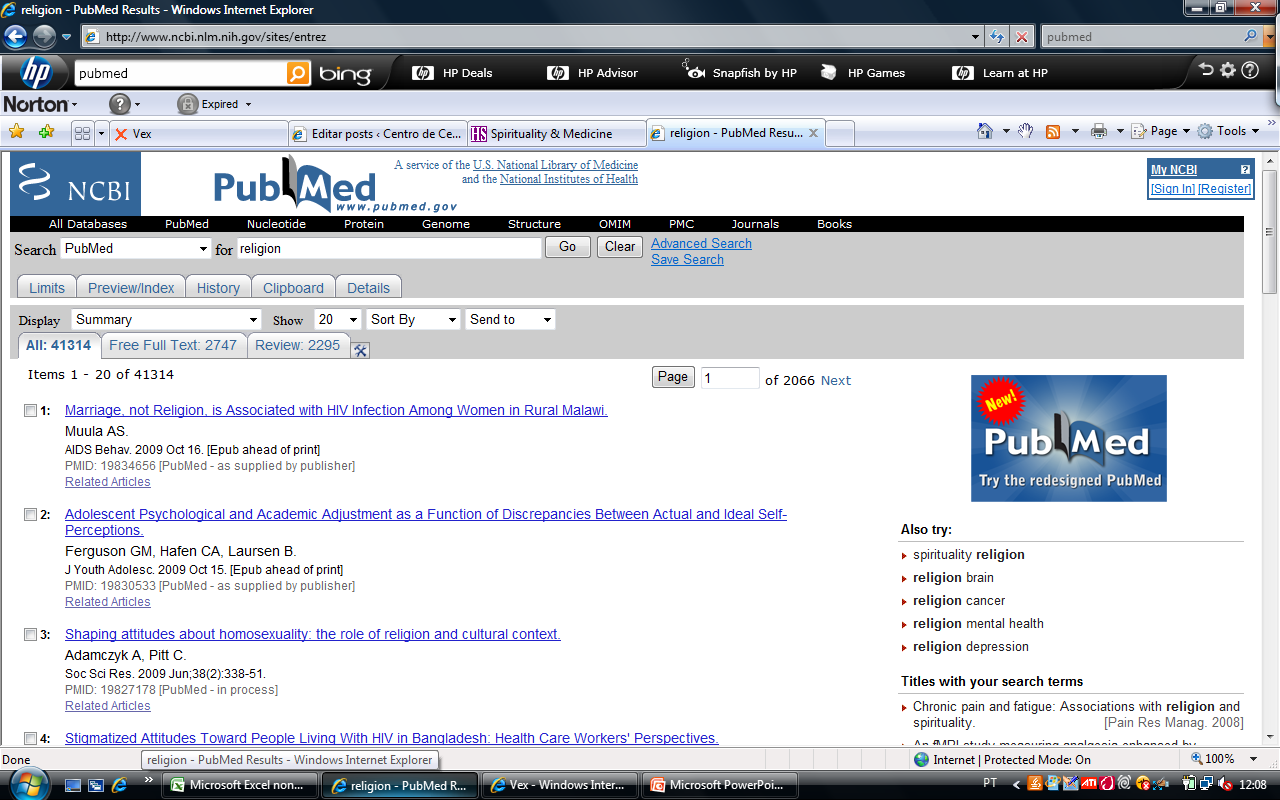 religion - PubMed Results - Windows Internet Explorer
http://www.ncbi.nlm.nih.gov/sites/entrez
pubmed
hp pubmed bing HP Deals HP Advisor Snapfish by HP HP Games Learn at HP
Norton Expired
Vex Editar posts ‹ Centro de Ce... HS Spirituality & Medicine religion - PubMed Resu... Page Tools
NCBI
PubMed
www.pubmed.gov
A service of the U.S. National Library of Medicine
and the National Institutes of Health
My NCBI ?
[Sign In] [Register]
All Databases PubMed Nucleotide Protein Genome Structure OMIM PMC Journals Books
Search PubMed for religion Go Clear Advanced Search
Save Search
Limits Preview/Index History Clipboard Details
Display Summary Show 20 Sort By Send to
All: 41314 Free Full Text: 2747 Review: 2295
Items 1 - 20 of 41314 Page 1 of 2066 Next
1: Marriage, not Religion, is Associated with HIV Infection Among Women in Rural Malawi.
Muula AS.
AIDS Behav. 2009 Oct 16. [Epub ahead of print]
PMID: 19834656 [PubMed - as supplied by publisher]
Related Articles
2: Adolescent Psychological and Academic Adjustment as a Function of Discrepancies Between Actual and Ideal Self-
Perceptions.
Ferguson GM, Hafen CA, Laursen B.
J Youth Adolesc. 2009 Oct 15. [Epub ahead of print]
PMID: 19830533 [PubMed - as supplied by publisher]
Related Articles
3: Shaping attitudes about homosexuality: the role of religion and cultural context.
Adamczyk A, Pitt C.
Soc Sci Res. 2009 Jun;38(2):338-51.
PMID: 19827178 [PubMed - in process]
Related Articles
4: Stigmatized Attitudes Toward People Living With HIV in Bangladesh: Health Care Workers' Perspectives.
New!
PubMed
Try the redesigned PubMed
Also try:
spirituality religion
religion brain
religion cancer
religion mental health
religion depression
Titles with your search terms
Chronic pain and fatigue: Associations with religion and
spirituality. [Pain Res Manag. 2008]
An fMRI study measuring analgesia enhanced by
Done religion - PubMed Results - Windows Internet Explorer Internet | Protected Mode: On 100%
Microsoft Excel non... religion - PubMed R... Vex - Windows Inter... Microsoft PowerPoi... PT ATI 12:08